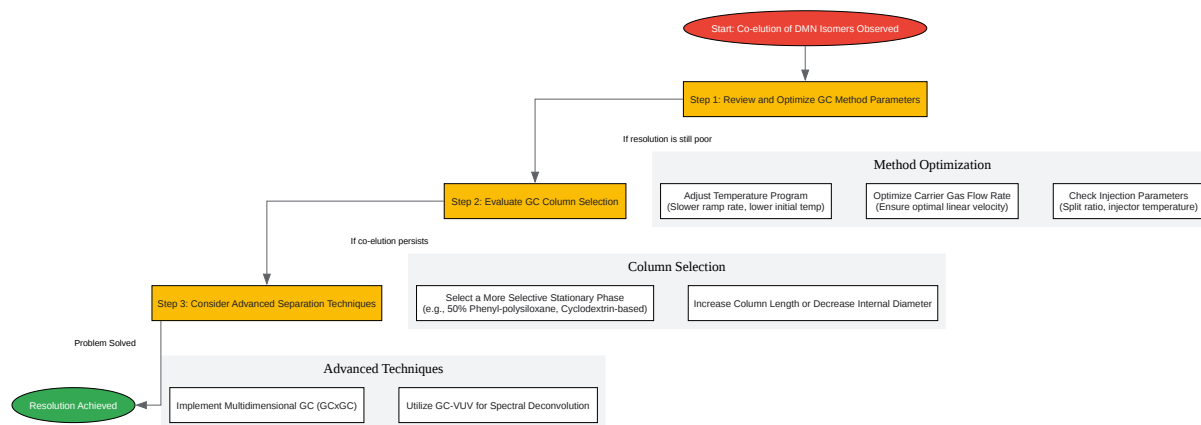 Start: Co-elution of DMN Isomers Observed
Step 1: Review and Optimize GC Method Parameters
If resolution is still poor
Method Optimization
Adjust Temperature Program
(Slower ramp rate, lower initial temp)
Optimize Carrier Gas Flow Rate
(Ensure optimal linear velocity)
Check Injection Parameters
(Split ratio, injector temperature)
Step 2: Evaluate GC Column Selection
If co-elution persists
Column Selection
Select a More Selective Stationary Phase
(e.g., 50% Phenyl-polysiloxane, Cyclodextrin-based)
Increase Column Length or Decrease Internal Diameter
Step 3: Consider Advanced Separation Techniques
Problem Solved
Advanced Techniques
Implement Multidimensional GC (GCxGC)
Utilize GC-VUV for Spectral Deconvolution
Resolution Achieved